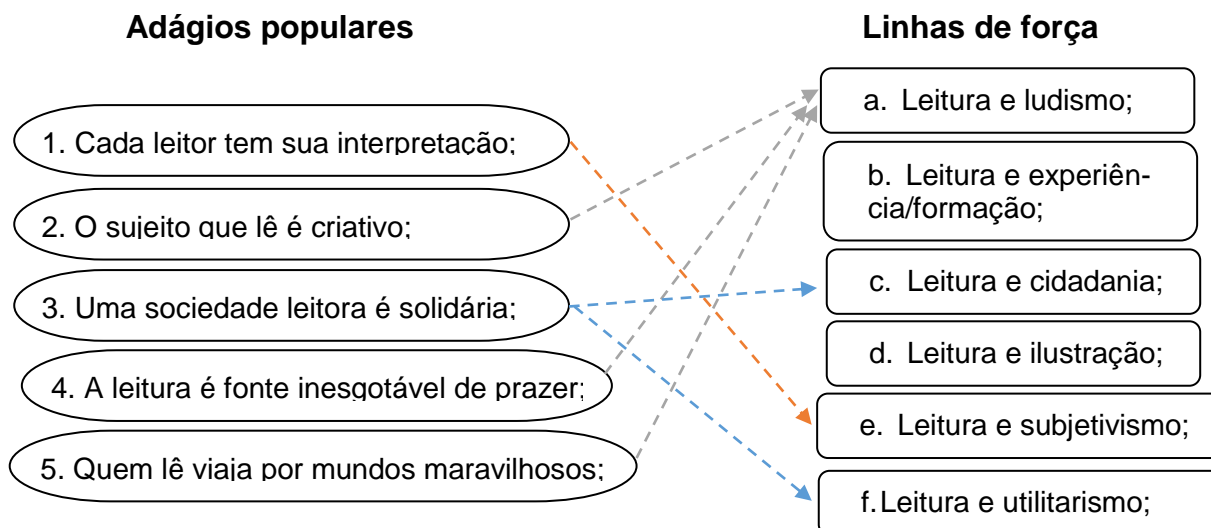 Adágios populares
1. Cada leitor tem sua interpretação;
2. O sujeito que lê é criativo;
3. Uma sociedade leitora é solidária;
4. A leitura é fonte inesgotável de prazer;
5. Quem lê viaja por mundos maravilhosos;
Linhas de força
a. Leitura e ludismo;
b. Leitura e experiên-
cia/formação;
c. Leitura e cidadania;
d. Leitura e ilustração;
e. Leitura e subjetivismo;
f.Leitura e utilitarismo;